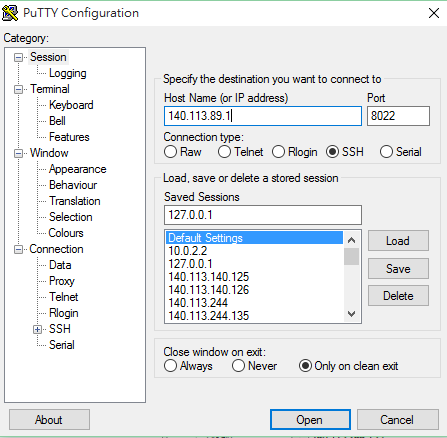 PuTTY Configuration
Category:
Session
Logging
Terminal
Keyboard
Bell
Features
Window
Appearance
Behaviour
Translation
Selection
Colours
Connection
Data
Proxy
Telnet
Rlogin
SSH
Serial
Specify the destination you want to connect to
Host Name (or IP address) Port
140.113.89.1 8022
Connection type:
Raw Telnet Rlogin SSH Serial
Load, save or delete a stored session
Saved Sessions
127.0.0.1
Default Settings
10.0.2.2
127.0.0.1
140.113.140.125
140.113.140.126
140.113.244
140.113.244.135
Load
Save
Delete
Close window on exit:
Always Never Only on clean exit
About Open Cancel